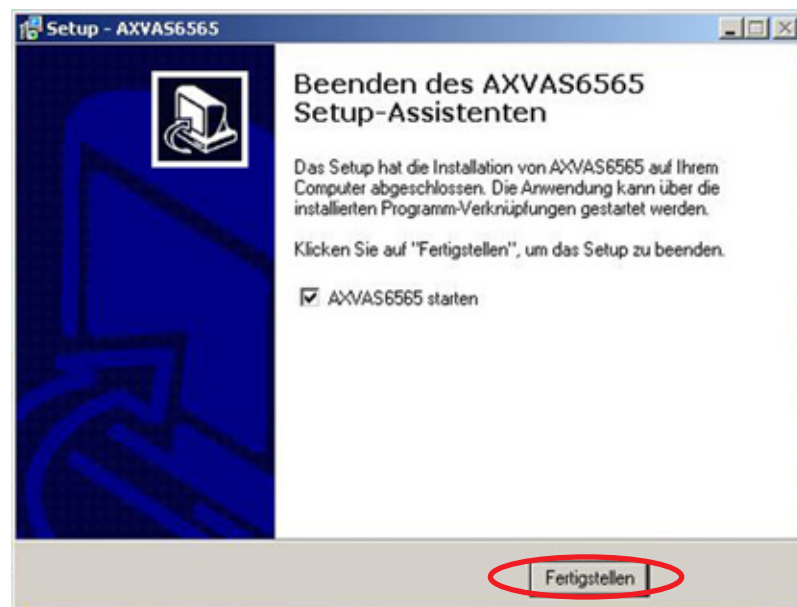 Setup - AXVAS6565
Beenden des AXVAS6565
Setup-Assistenten
Das Setup hat die Installation von AXVAS6565 auf Ihrem
Computer abgeschlossen. Die Anwendung kann über die
installierten Programm-Verknüpfungen gestartet werden.
Klicken Sie auf "Fertigstellen", um das Setup zu beenden.
AXVAS6565 starten
Fertigstellen